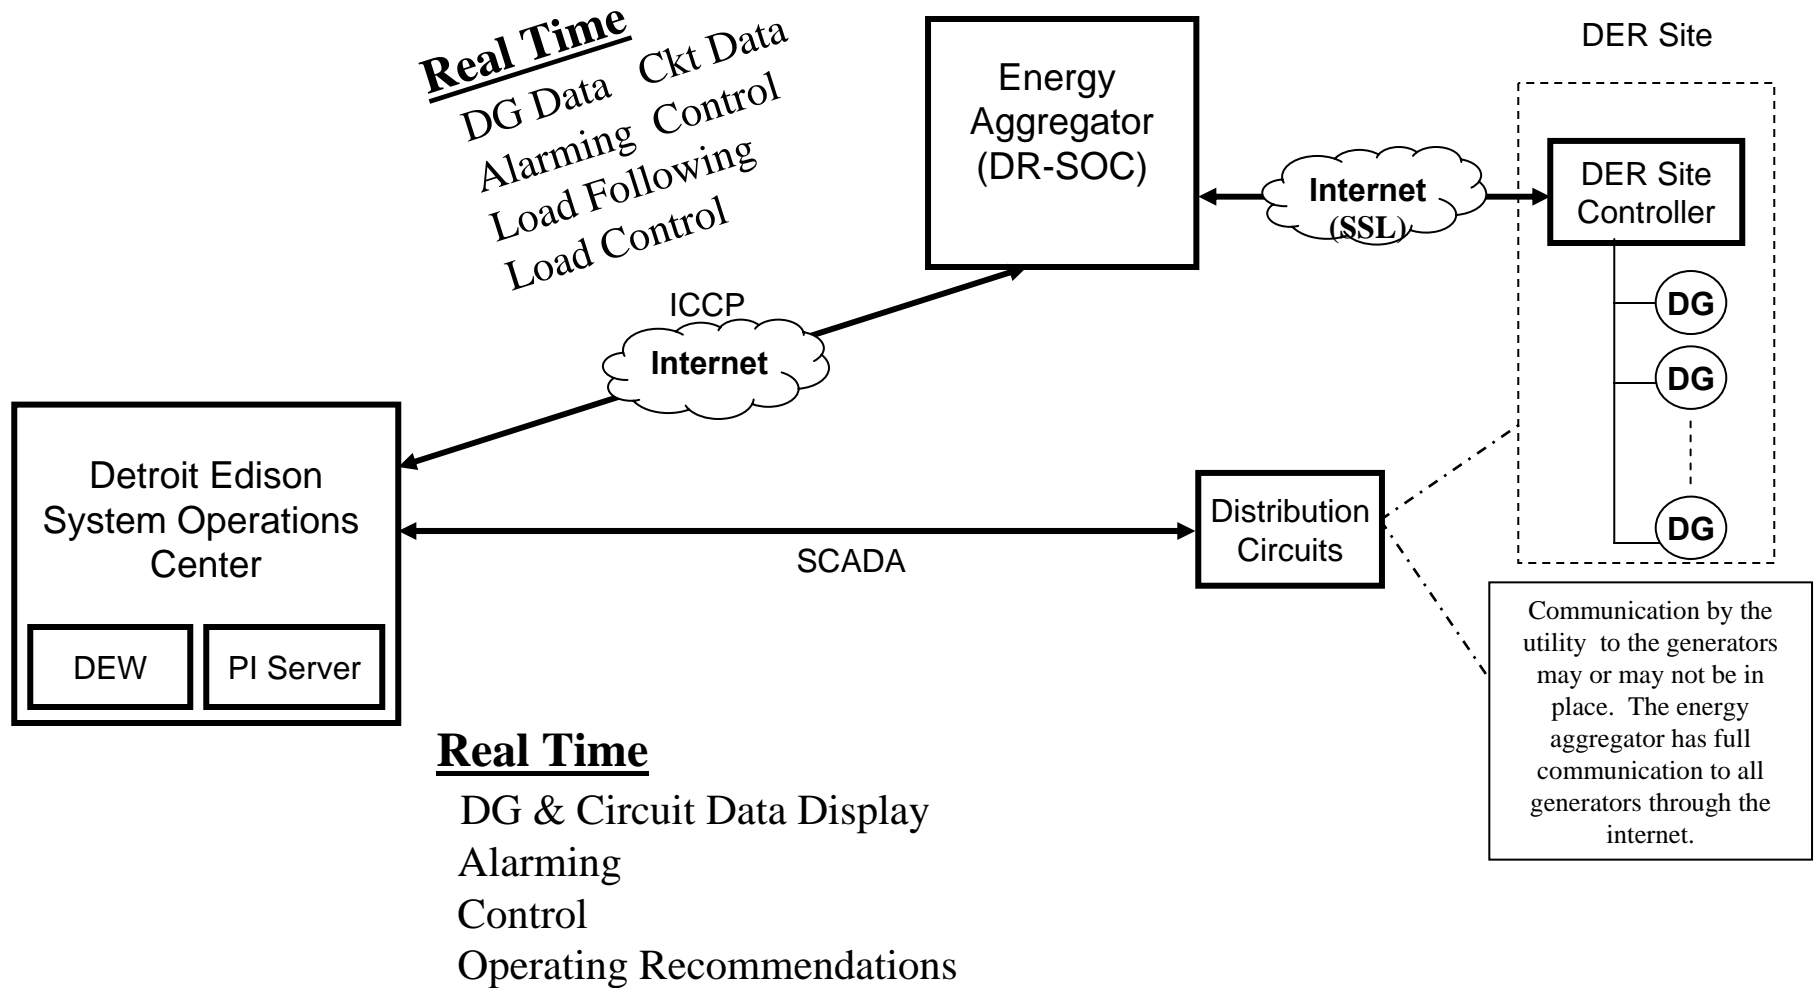 Real Time
DG Data Ckt Data
Alarming Control
Load Following
Load Control
Energy
Aggregator
(DR-SOC)
DER Site
Internet
(SSL)
DER Site
Controller
DG
DG
DG
ICCP
Internet
Detroit Edison
System Operations
Center
DEW
PI Server
SCADA
Distribution
Circuits
Communication by the
utility to the generators
may or may not be in
place. The energy
aggregator has full
communication to all
generators through the
internet.
Real Time
DG & Circuit Data Display
Alarming
Control
Operating Recommendations